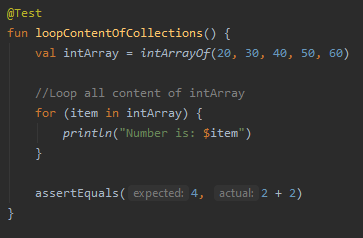 @Test
fun loopContentOfCollections() {
val intArray = intArrayOf(20, 30, 40, 50, 60)
//Loop all content of intArray
for (item in intArray) {
println("Number is: $item")
}
assertEquals( expected: 4, actual: 2 + 2)
}